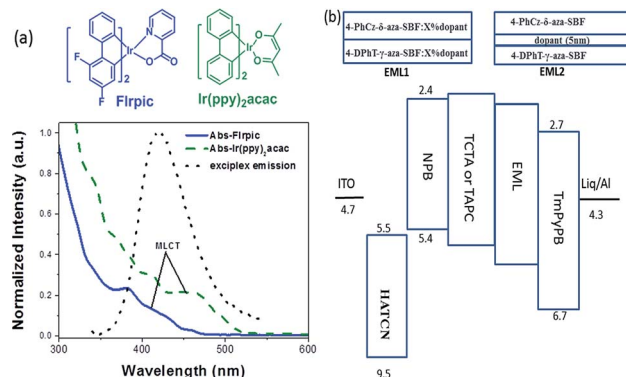 (a)
F
F
2
Ir
N
O
O
FIrpic
2
Ir
O
O
Ir(ppy)₂acac
Normalized Intensity (a.u.)
1.0
0.8
0.6
0.4
0.2
0.0
Abs-FIrpic
Abs-Ir(ppy)₂acac
exciplex emission
MLCT
300
400
500
600
Wavelength (nm)
(b)
4-PhCz-δ-aza-SBF:X%dopant
4-DPhT-γ-aza-SBF:X%dopant
EML1
4-PhCz-δ-aza-SBF
dopant (5nm)
4-DPhT-γ-aza-SBF
EML2
ITO
4.7
5.5
HATCN
9.5
2.4
NPB
5.4
TCTA or TAPC
EML
2.7
TmPyPB
6.7
Liq/Al
4.3